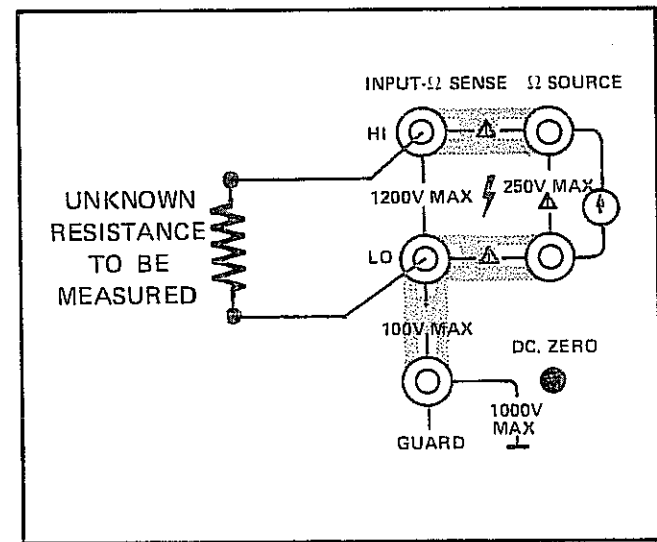 INPUT-Ω SENSE Ω SOURCE
HI
1200V MAX 250V MAX
UNKNOWN
RESISTANCE
TO BE
MEASURED
LO
100V MAX
DC. ZERO
1000V
MAX
GUARD